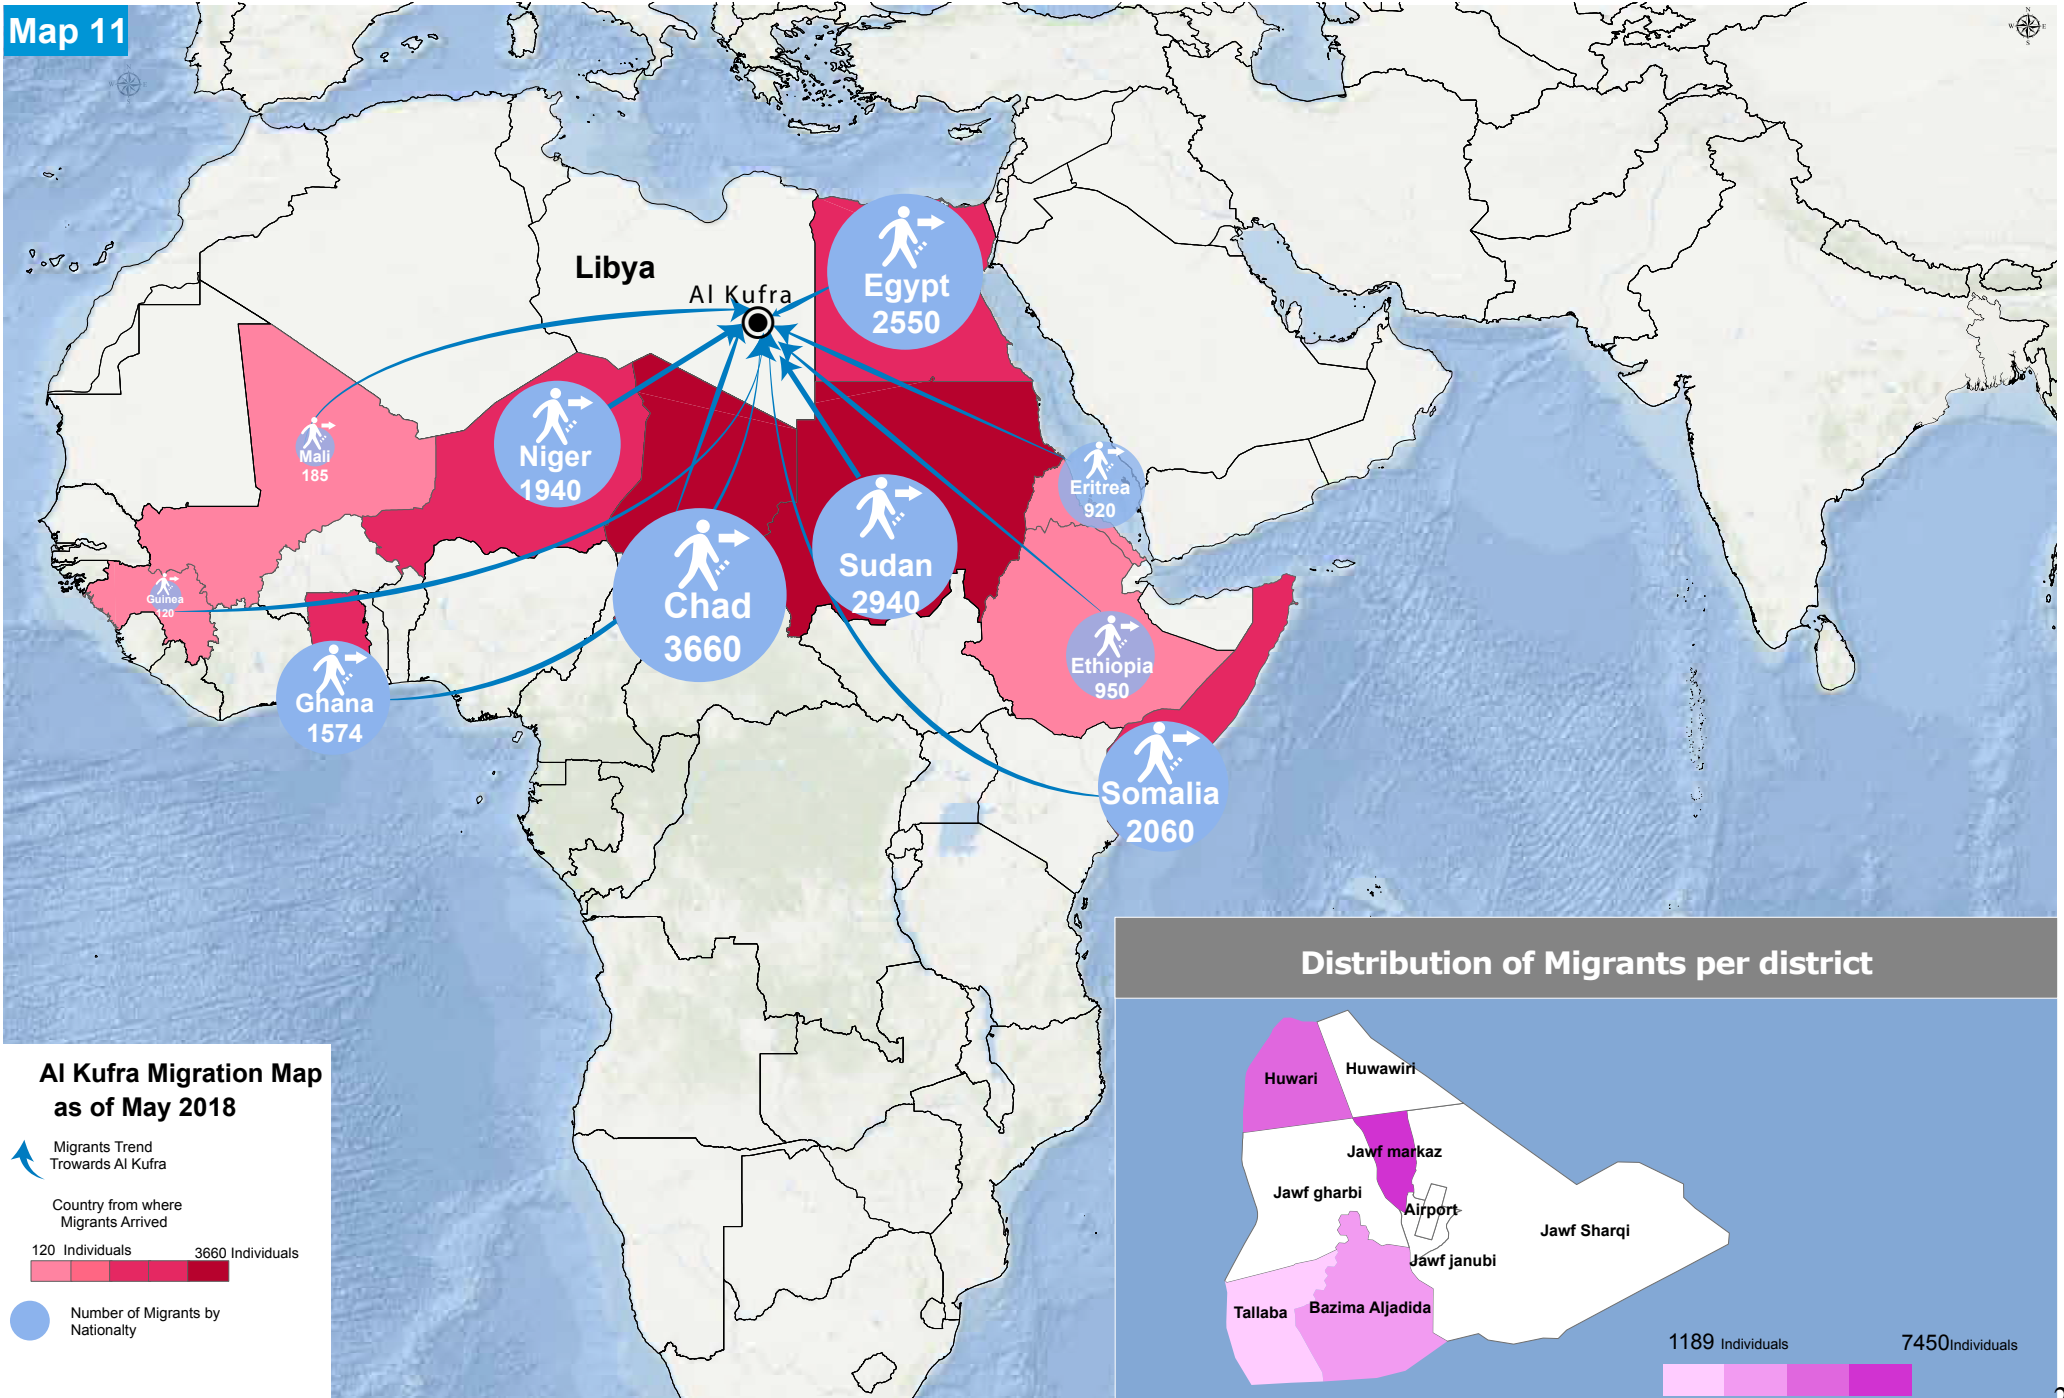 Map 11
N
W
E
S
Libya
Al Kufra
Egypt
2550
Mali
185
Niger
1940
Eritrea
920
Chad
3660
Sudan
2940
Guinea
120
Ghana
1574
Ethiopia
950
Somalia
2060
Al Kufra Migration Map
as of May 2018
Migrants Trend
Trowards Al Kufra
Country from where
Migrants Arrived
120 Individuals
3660 Individuals
Number of Migrants by
Nationalty
Distribution of Migrants per district
Huwari
Huwawiri
Jawf markaz
Jawf gharbi
Airport
Jawf Sharqi
Jawf janubi
Tallaba
Bazima Aljadida
1189 Individuals
7450Individuals